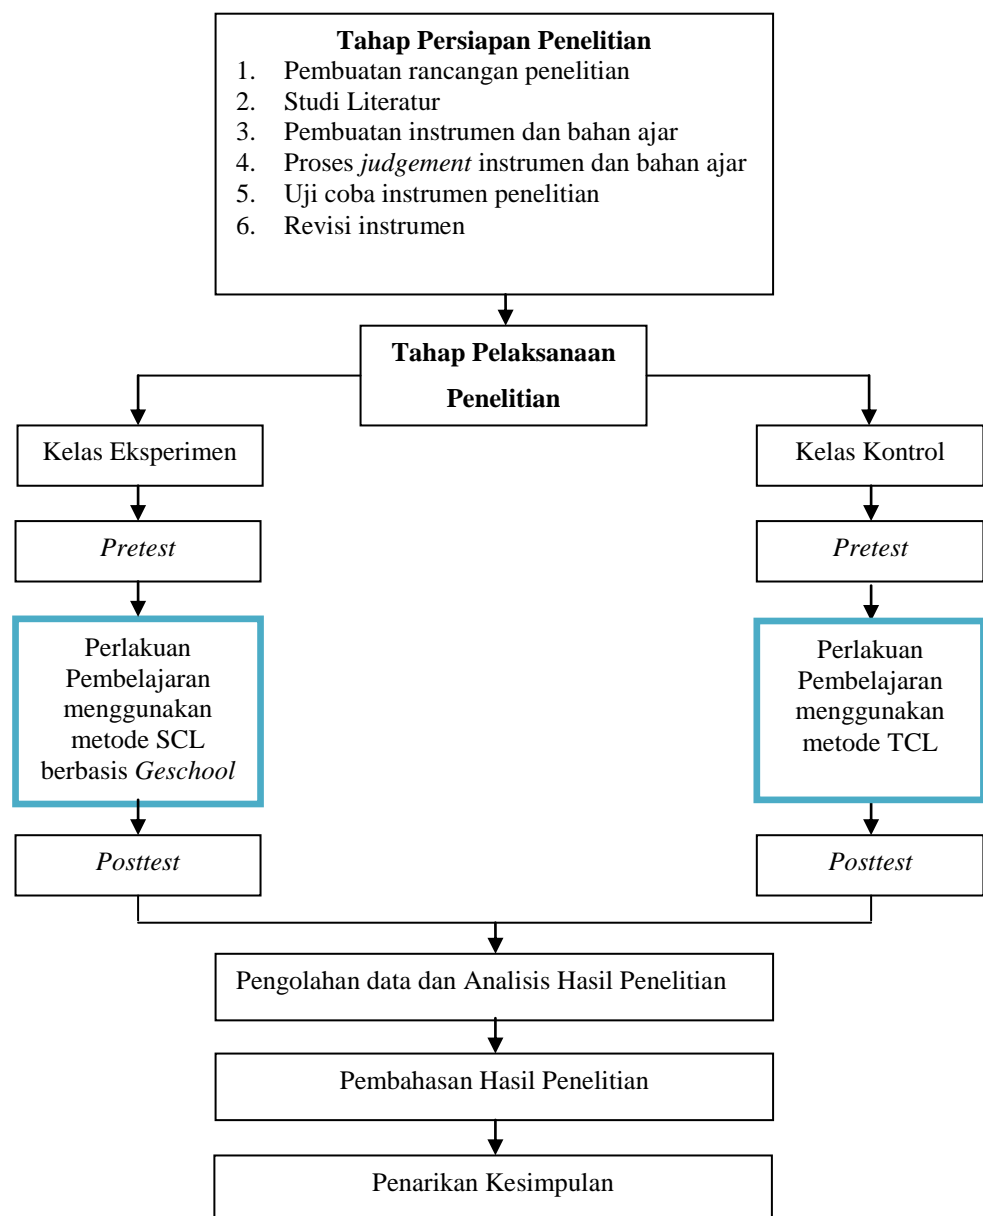 Tahap Persiapan Penelitian
1. Pembuatan rancangan penelitian
2. Studi Literatur
3. Pembuatan instrumen dan bahan ajar
4. Proses judgement instrumen dan bahan ajar
5. Uji coba instrumen penelitian
6. Revisi instrumen
Tahap Pelaksanaan
Penelitian
Kelas Eksperimen
Kelas Kontrol
Pretest
Pretest
Perlakuan
Pembelajaran
menggunakan
metode SCL
berbasis Geschool
Perlakuan
Pembelajaran
menggunakan
metode TCL
Posttest
Posttest
Pengolahan data dan Analisis Hasil Penelitian
Pembahasan Hasil Penelitian
Penarikan Kesimpulan